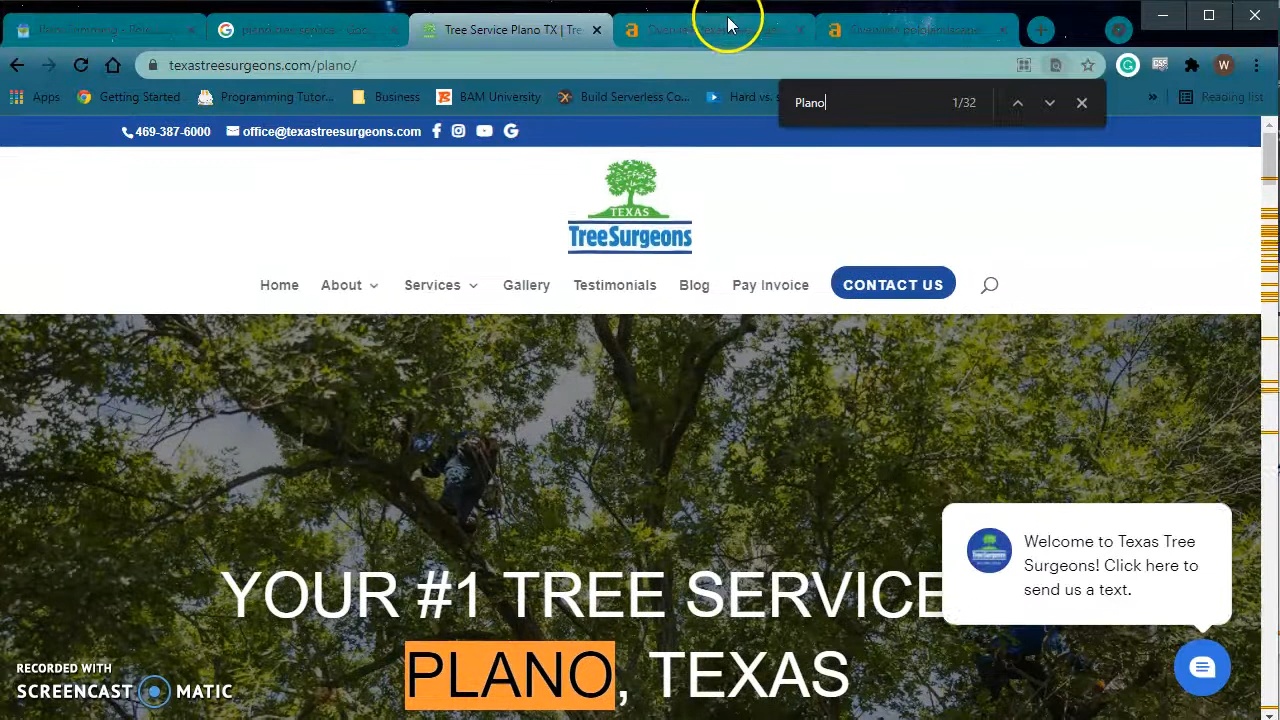 Tree Service Plano TX | Tre
texastreesurgeons.com/plano/
W
Apps
Getting Started
Programming Tutor...
Business
BAM University
Build Serverless Co...
Hard vs. s
»
Reading list
Plano
1/32
469-387-6000
office@texastreesurgeons.com
TEXAS
TreeSurgeons
Home
About
Services
Gallery
Testimonials
Blog
Pay Invoice
CONTACT US
YOUR #1 TREE SERVICE
PLANO, TEXAS
Welcome to Texas Tree
Surgeons! Click here to
send us a text.
RECORDED WITH
SCREENCAST MATIC